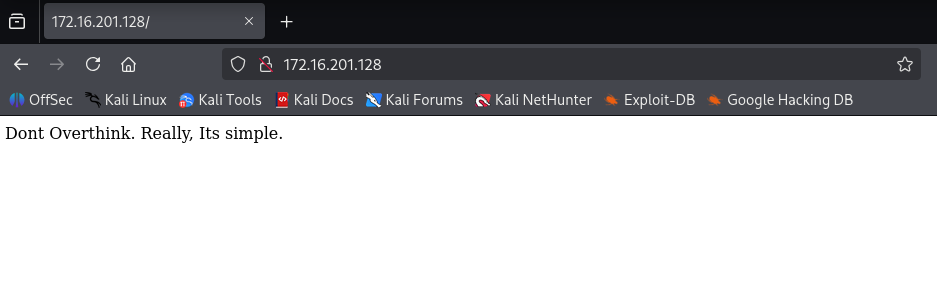 172.16.201.128/
172.16.201.128
OffSec Kali Linux Kali Tools Kali Docs Kali Forums Kali NetHunter Exploit-DB Google Hacking DB
Dont Overthink. Really, Its simple.